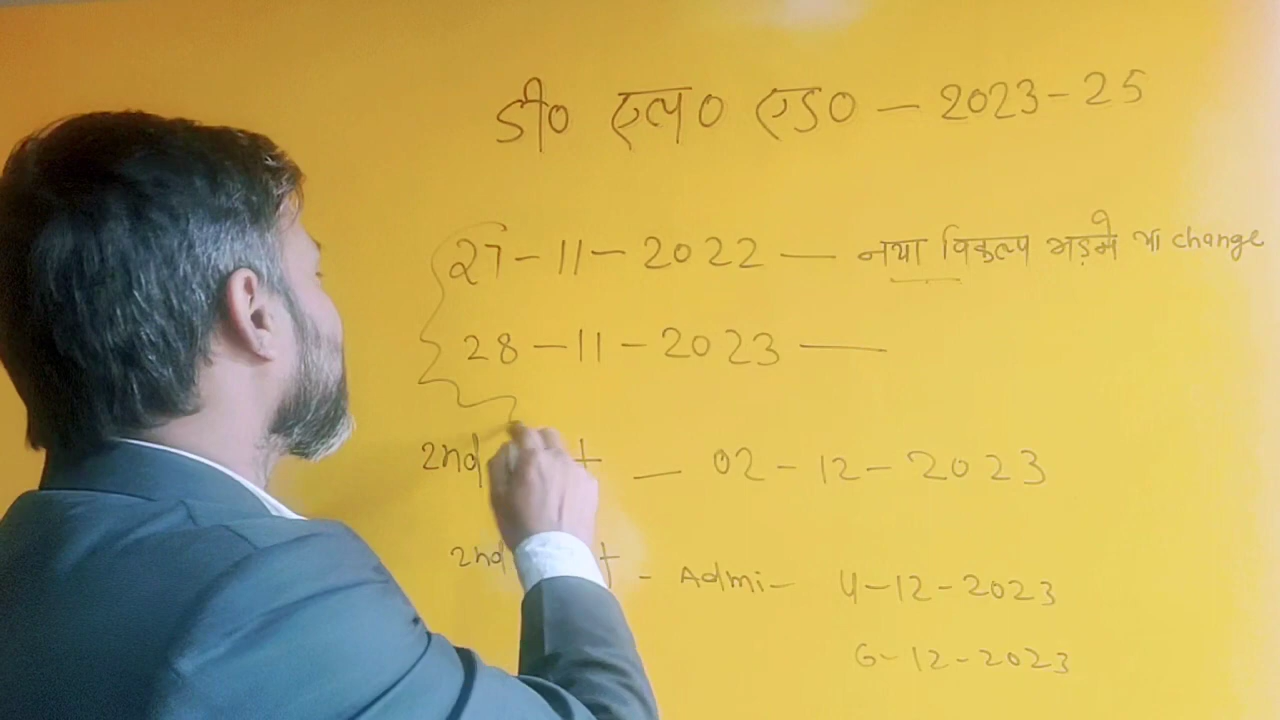 डी० एल० एड० — 2023-25
27-11-2022 — नया विकल्प भड़ने या change
28-11-2023 —
2nd — 02-12-2023
2nd - Admi- 4-12-2023
6-12-2023